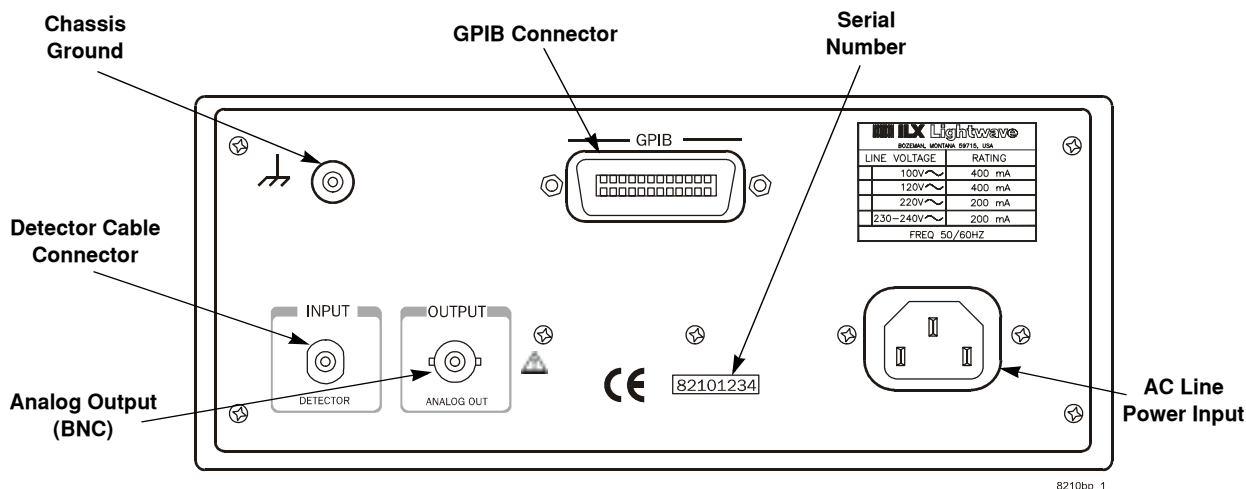 Chassis
Ground
GPIB Connector
Serial
Number
GPIB
ILX Lightwave
BOZEMAN, MONTANA 59715, USA
LINE VOLTAGE RATING
100V~ 400 mA
120V~ 400 mA
220V~ 200 mA
230-240V~ 200 mA
FREQ 50/60HZ
Detector Cable
Connector
INPUT
DETECTOR
OUTPUT
ANALOG OUT
CE
82101234
Analog Output
(BNC)
AC Line
Power Input
8210bp_1